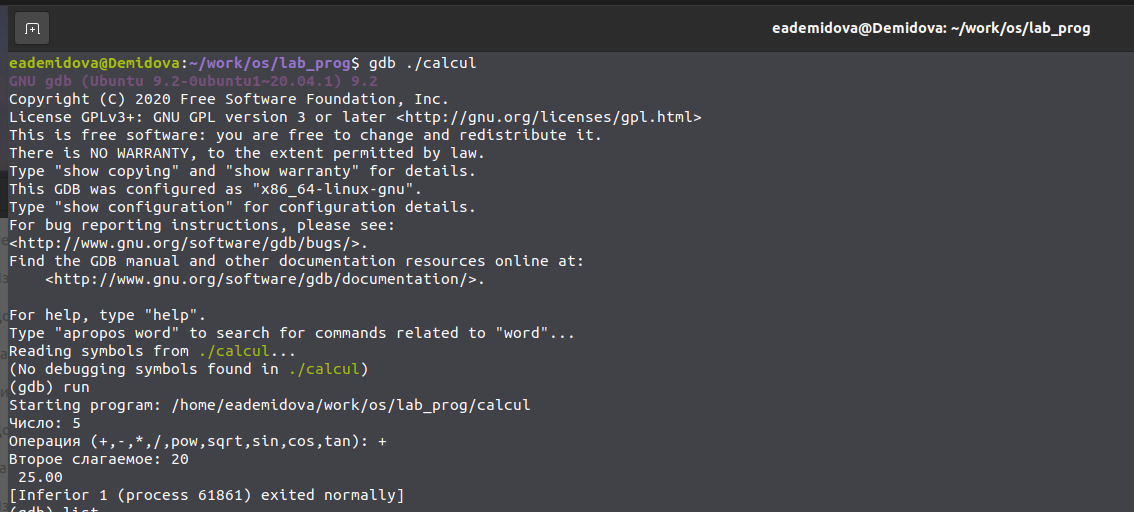 eademidova@Demidova: ~/work/os/lab_prog
eademidova@Demidova:~/work/os/lab_prog$ gdb ./calcul
GNU gdb (Ubuntu 9.2-0ubuntu1~20.04.1) 9.2
Copyright (C) 2020 Free Software Foundation, Inc.
License GPLv3+: GNU GPL version 3 or later <http://gnu.org/licenses/gpl.html>
This is free software: you are free to change and redistribute it.
There is NO WARRANTY, to the extent permitted by law.
Type "show copying" and "show warranty" for details.
This GDB was configured as "x86_64-linux-gnu".
Type "show configuration" for configuration details.
For bug reporting instructions, please see:
<http://www.gnu.org/software/gdb/bugs/>.
Find the GDB manual and other documentation resources online at:
    <http://www.gnu.org/software/gdb/documentation/>.
For help, type "help".
Type "apropos word" to search for commands related to "word"...
Reading symbols from ./calcul...
(No debugging symbols found in ./calcul)
(gdb) run
Starting program: /home/eademidova/work/os/lab_prog/calcul
Число: 5
Операция (+,-,*,/,pow,sqrt,sin,cos,tan): +
Второе слагаемое: 20
 25.00
[Inferior 1 (process 61861) exited normally]
(gdb) list